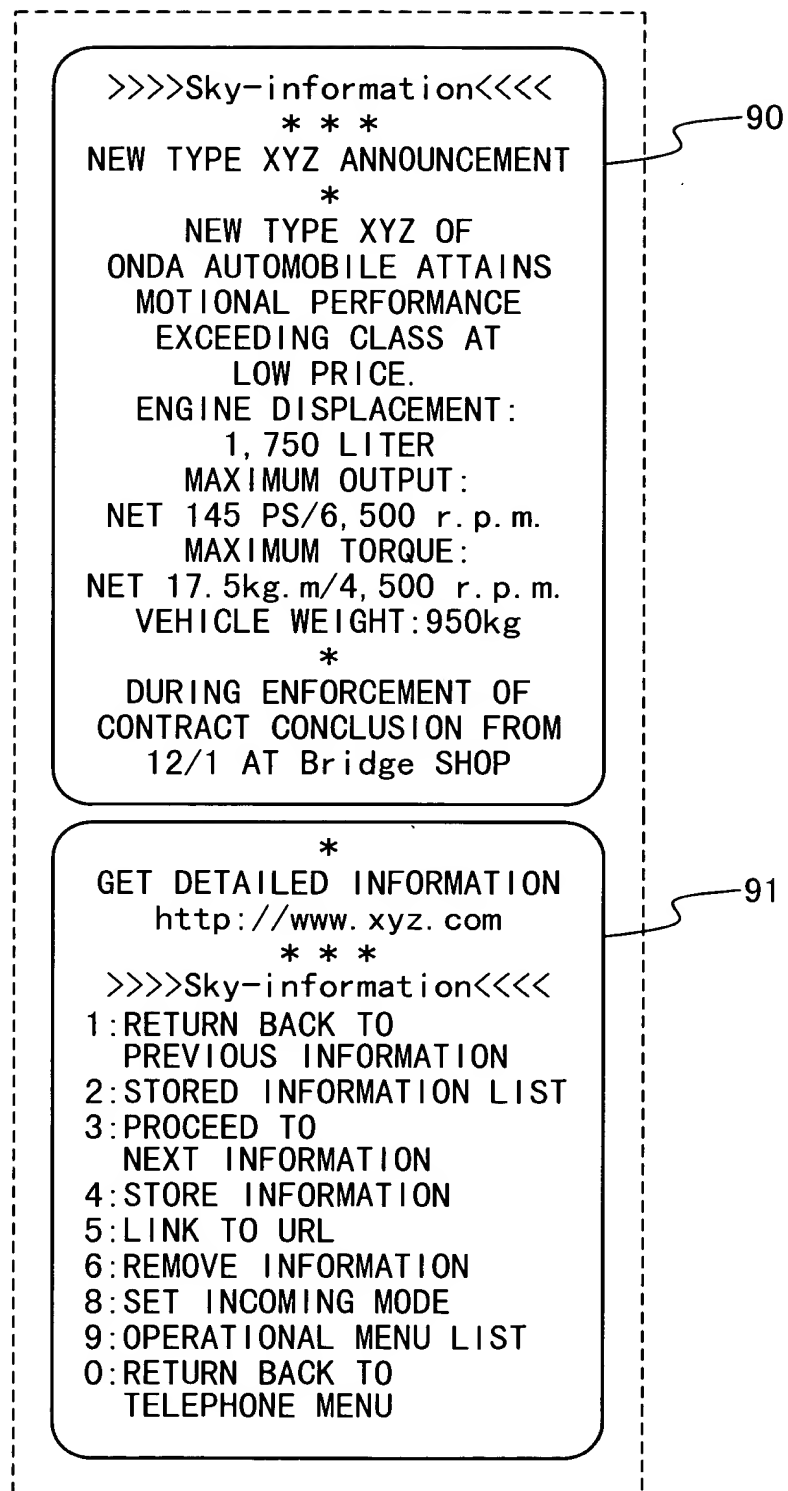 >>>>Sky-information<<<<
* * *
NEW TYPE XYZ ANNOUNCEMENT
*
NEW TYPE XYZ OF
ONDA AUTOMOBILE ATTAINS
MOTIONAL PERFORMANCE
EXCEEDING CLASS AT
LOW PRICE.
ENGINE DISPLACEMENT:
1,750 LITER
MAXIMUM OUTPUT:
NET 145 PS/6,500 r.p.m.
MAXIMUM TORQUE:
NET 17.5kg.m/4,500 r.p.m.
VEHICLE WEIGHT:950kg
*
DURING ENFORCEMENT OF
CONTRACT CONCLUSION FROM
12/1 AT Bridge SHOP
90
*
GET DETAILED INFORMATION
http://www.xyz.com
* * *
>>>>Sky-information<<<<
1:RETURN BACK TO
PREVIOUS INFORMATION
2:STORED INFORMATION LIST
3:PROCEED TO
NEXT INFORMATION
4:STORE INFORMATION
5:LINK TO URL
6:REMOVE INFORMATION
8:SET INCOMING MODE
9:OPERATIONAL MENU LIST
0:RETURN BACK TO
TELEPHONE MENU
91